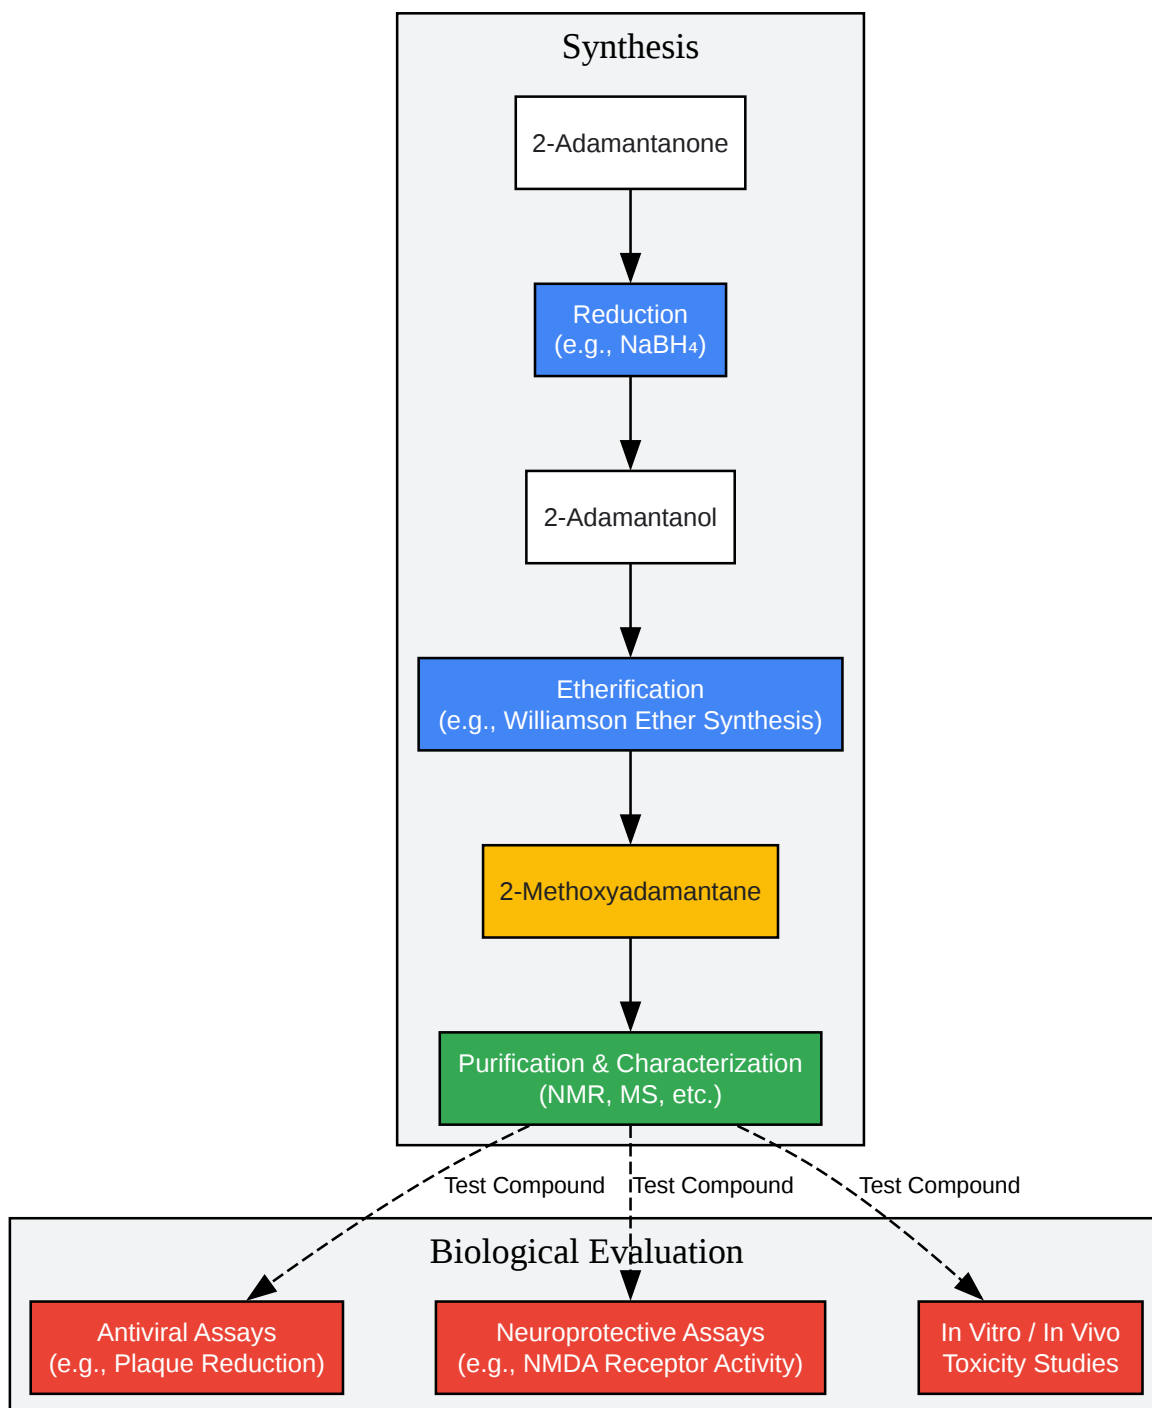 Synthesis
2-Adamantanone
Reduction
(e.g., NaBH₄)
2-Adamantanol
Etherification
(e.g., Williamson Ether Synthesis)
2-Methoxyadamantane
Purification & Characterization
(NMR, MS, etc.)
Test Compound
Test Compound
Test Compound
Biological Evaluation
Antiviral Assays
(e.g., Plaque Reduction)
Neuroprotective Assays
(e.g., NMDA Receptor Activity)
In Vitro / In Vivo
Toxicity Studies